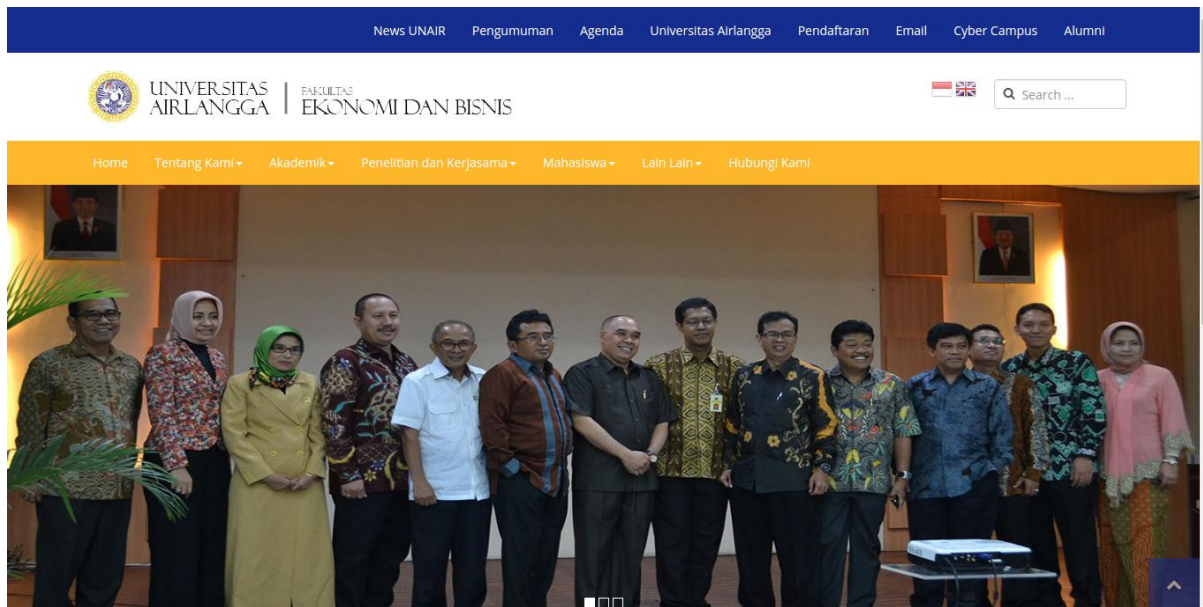 News UNAIR Pengumuman Agenda Universitas Airlangga Pendaftaran Email Cyber Campus Alumni
UNIVERSITAS
AIRLANGGA
FAKULTAS
EKONOMI DAN BISNIS
Search ...
Home Tentang Kami Akademik Penelitian dan Kerjasama Mahasiswa Lain Lain Hubungi Kami